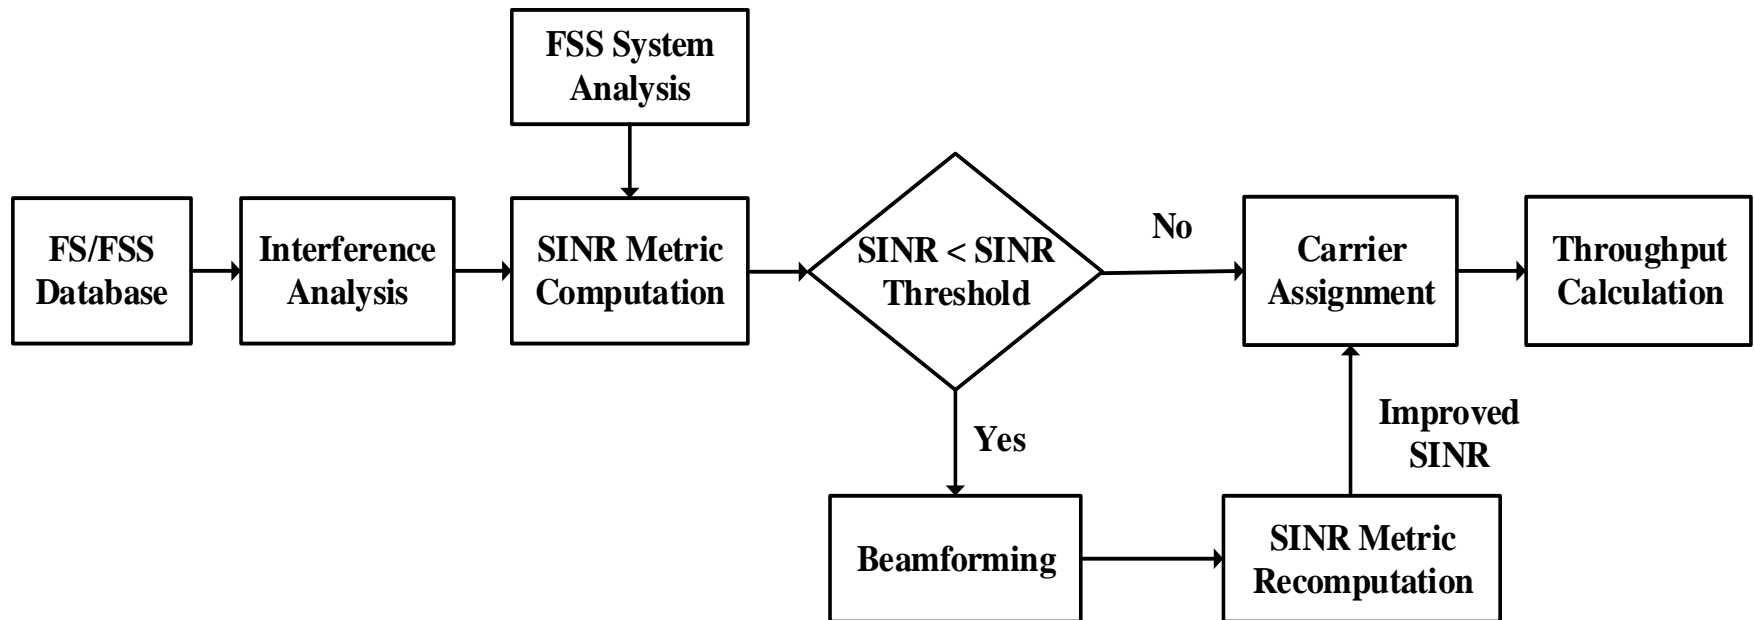 FSS System
Analysis
FS/FSS
Database
Interference
Analysis
SINR Metric
Computation
SINR < SINR
Threshold
No
Carrier
Assignment
Throughput
Calculation
Yes
Improved
SINR
Beamforming
SINR Metric
Recomputation